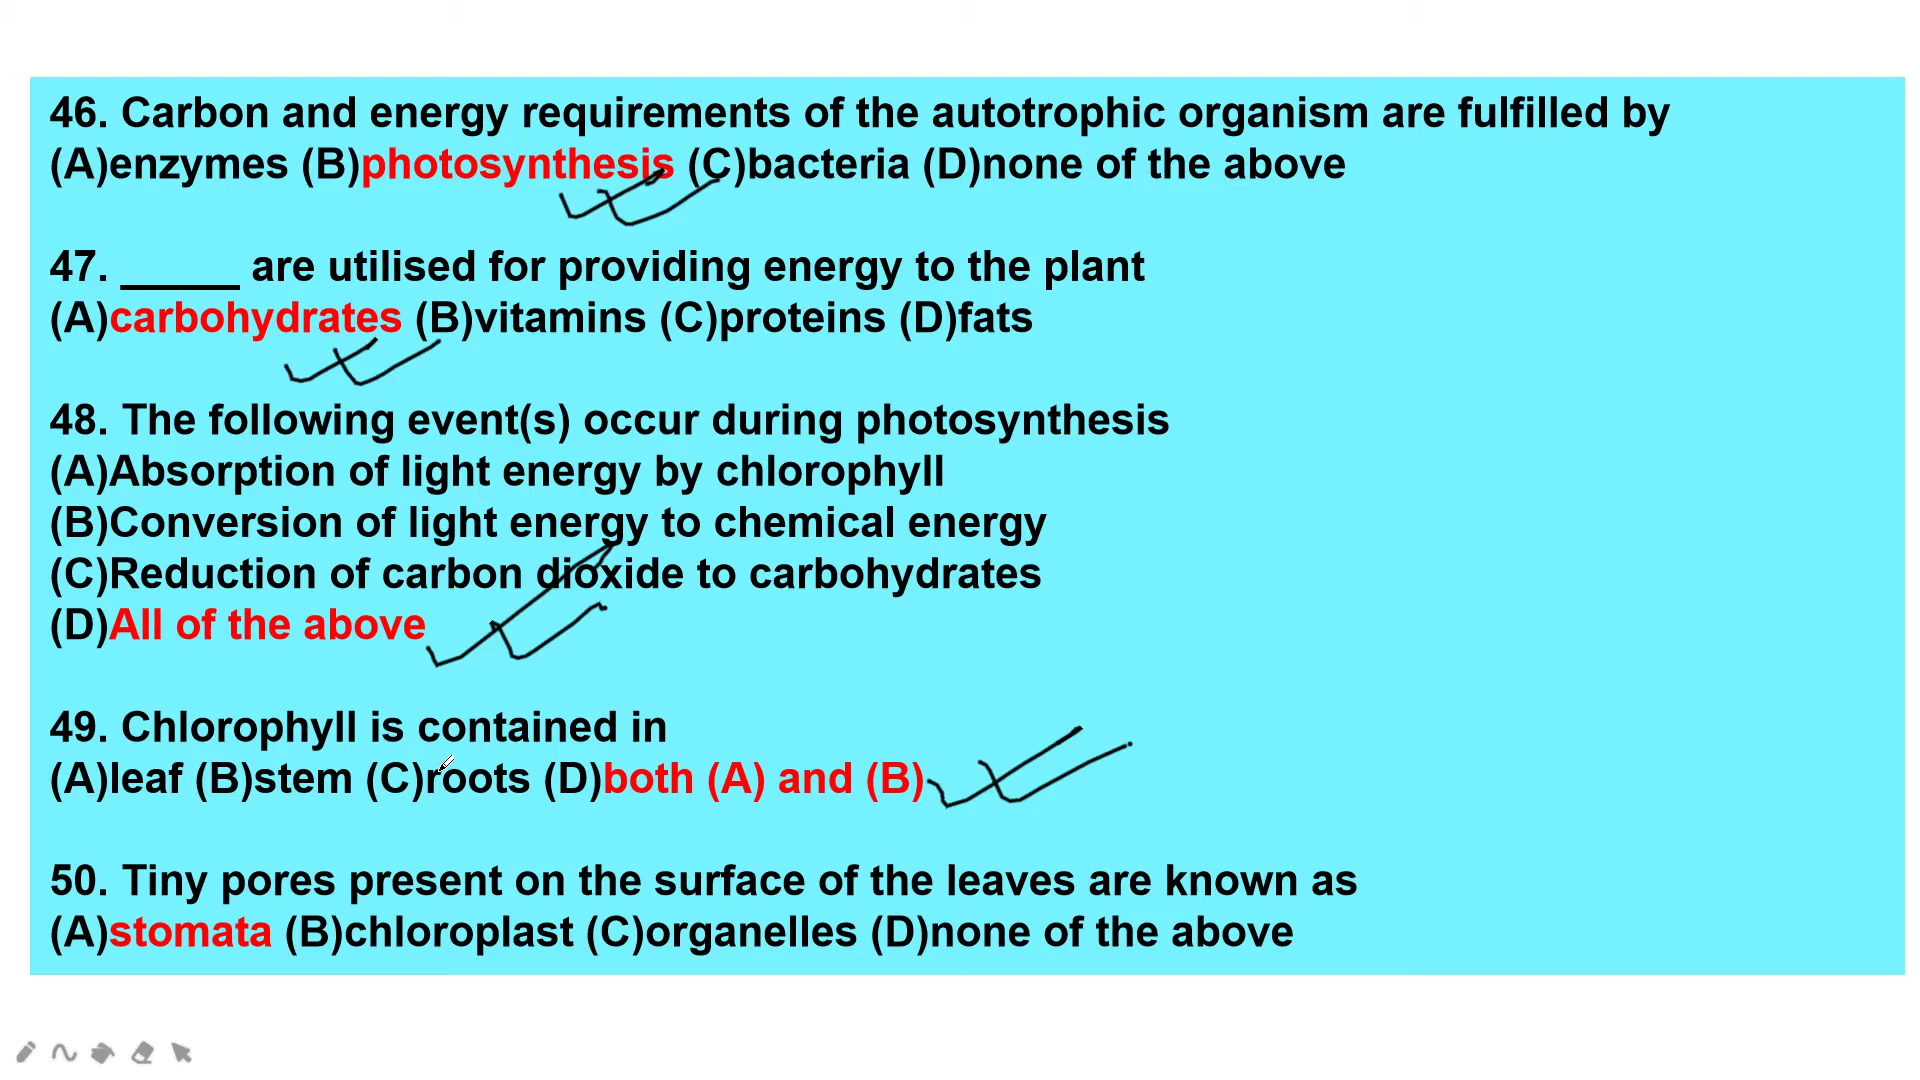 46. Carbon and energy requirements of the autotrophic organism are fulfilled by
(A)enzymes (B)photosynthesis (C)bacteria (D)none of the above
47. _____ are utilised for providing energy to the plant
(A)carbohydrates (B)vitamins (C)proteins (D)fats
48. The following event(s) occur during photosynthesis
(A)Absorption of light energy by chlorophyll
(B)Conversion of light energy to chemical energy
(C)Reduction of carbon dioxide to carbohydrates
(D)All of the above
49. Chlorophyll is contained in
(A)leaf (B)stem (C)roots (D)both (A) and (B)
50. Tiny pores present on the surface of the leaves are known as
(A)stomata (B)chloroplast (C)organelles (D)none of the above